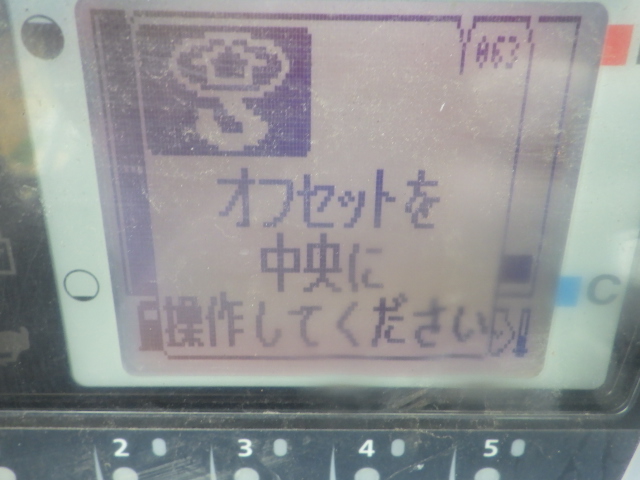 063
オフセットを
中央に
操作してください
C
2 3 4 5